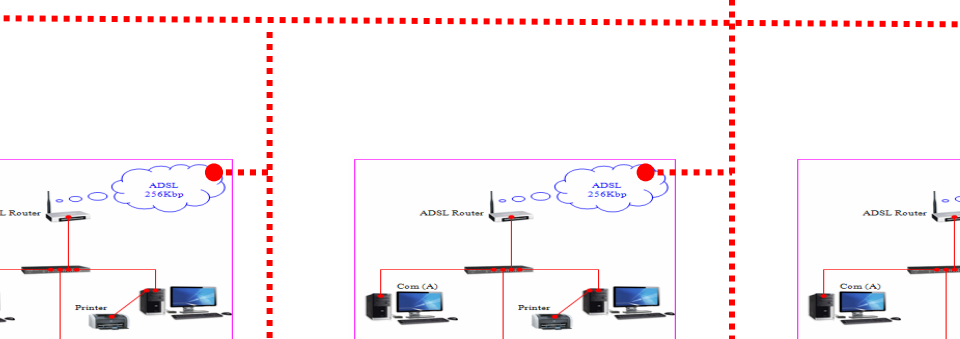 ADSL
256Kbp
L Router
Printer
ADSL
256Kbp
ADSL Router
Com (A)
Printer
ADSL Router
Com (A)